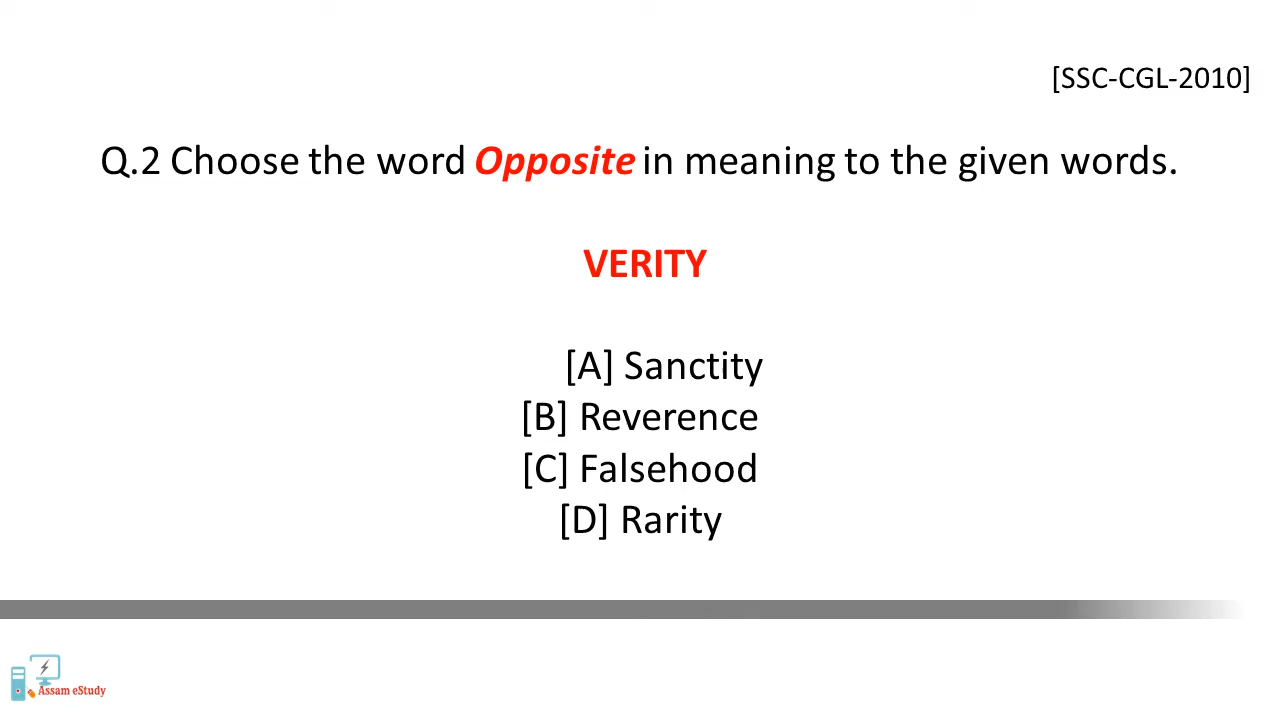 [SSC-CGL-2010]
Q.2 Choose the word Opposite in meaning to the given words.
VERITY
[A] Sanctity
[B] Reverence
[C] Falsehood
[D] Rarity
Assam eStudy